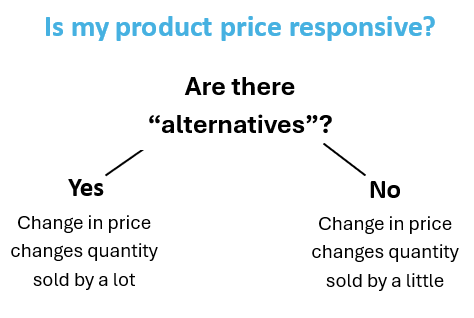 Is my product price responsive?
Are there
“alternatives”?
Yes
Change in price
changes quantity
sold by a lot
No
Change in price
changes quantity
sold by a little